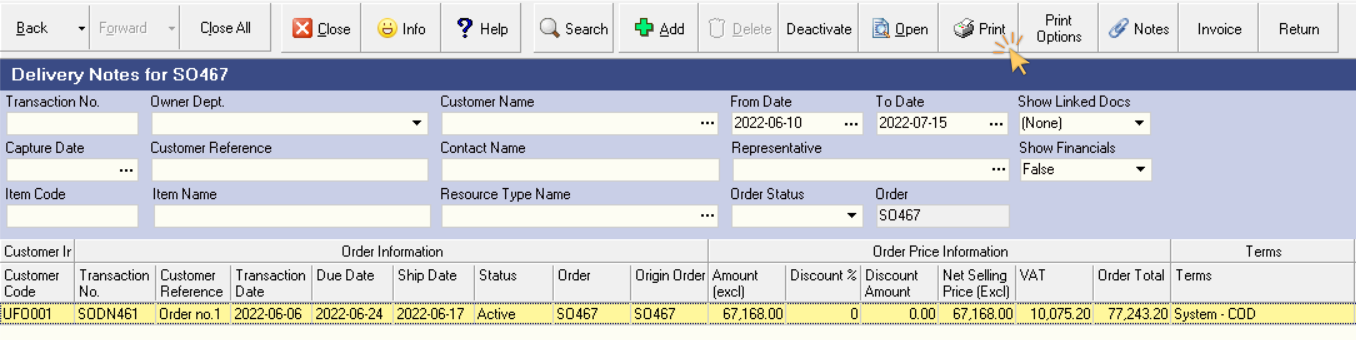 Back Forward Close All Close Info Help Search Add Delete Deactivate Open Print Print Options Notes Invoice Return
Delivery Notes for SO467
Transaction No. Owner Dept. Customer Name From Date To Date Show Linked Docs
2022-06-10 ... 2022-07-15 ... (None)
Capture Date Customer Reference Contact Name Representative Show Financials
False
Item Code Item Name Resource Type Name Order Status Order
SO467
Customer Ir Order Information Order Price Information Terms
Customer Code Transaction No. Customer Reference Transaction Date Due Date Ship Date Status Order Origin Order Amount (excl) Discount % Discount Amount Net Selling Price (Excl) VAT Order Total Terms
UFO001 SODN461 Order no.1 2022-06-06 2022-06-24 2022-06-17 Active SO467 SO467 67,168.00 0 0.00 67,168.00 10,075.20 77,243.20 System - COD